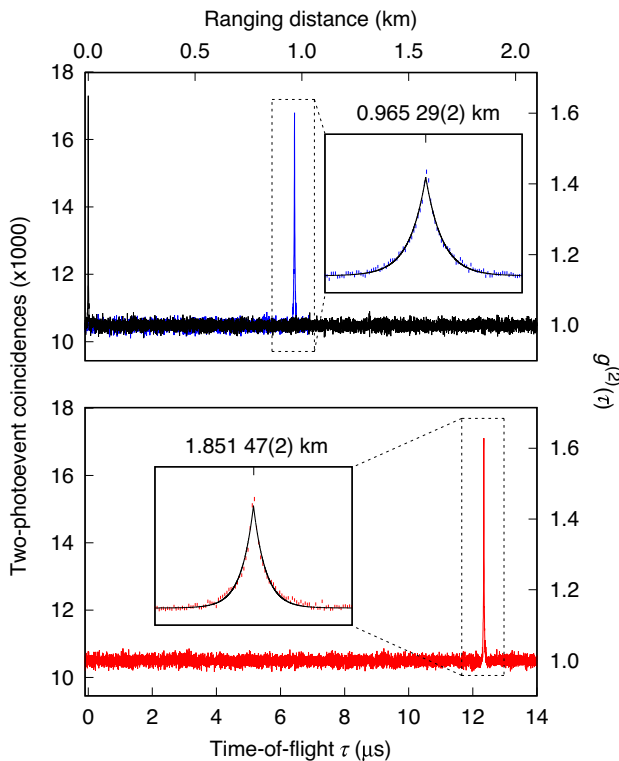 Ranging distance (km)
0.0 0.5 1.0 1.5 2.0
18
16
14
12
10
0.965 29(2) km
1.6
1.4
1.2
1.0
Two-photoevent coincidences (x1000)
g⁽²⁾(τ)
18
16
14
12
10
1.851 47(2) km
1.6
1.4
1.2
1.0
0 2 4 6 8 10 12 14
Time-of-flight τ (μs)